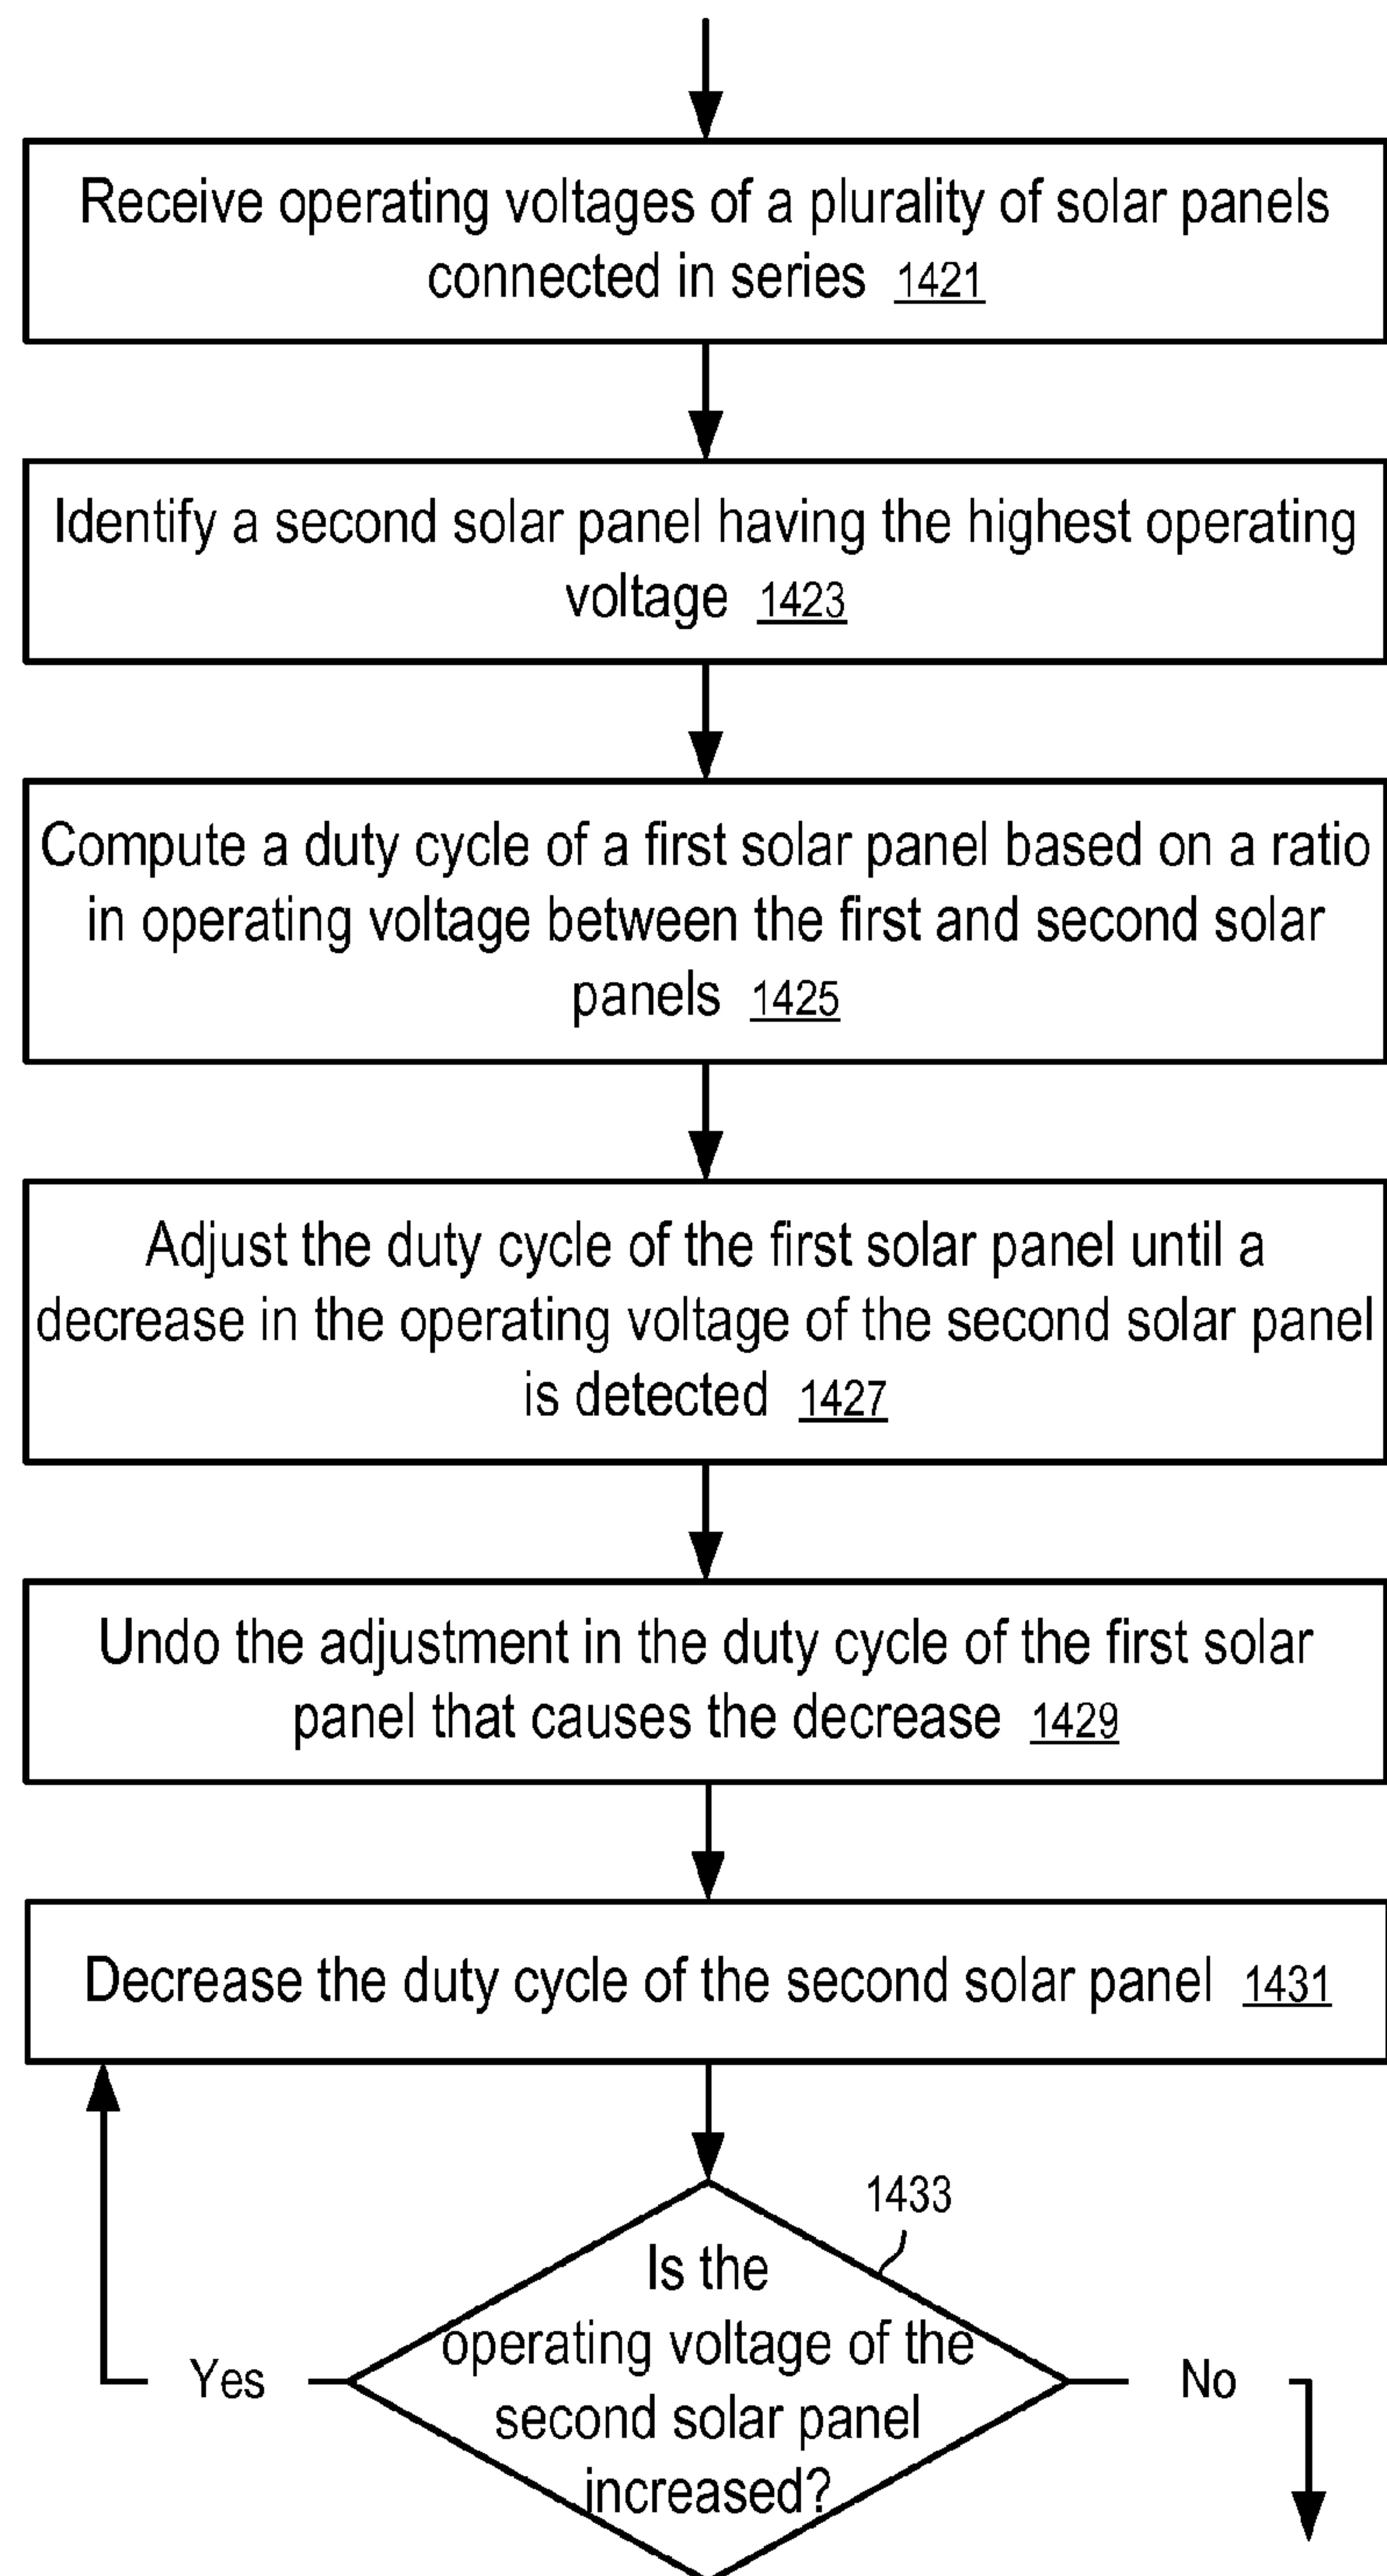 Receive operating voltages of a plurality of solar panels
connected in series 1421
Identify a second solar panel having the highest operating
voltage 1423
Compute a duty cycle of a first solar panel based on a ratio
in operating voltage between the first and second solar
panels 1425
Adjust the duty cycle of the first solar panel until a
decrease in the operating voltage of the second solar panel
is detected 1427
Undo the adjustment in the duty cycle of the first solar
panel that causes the decrease 1429
Decrease the duty cycle of the second solar panel 1431
1433
Is the
operating voltage of the
second solar panel
increased?
Yes
No